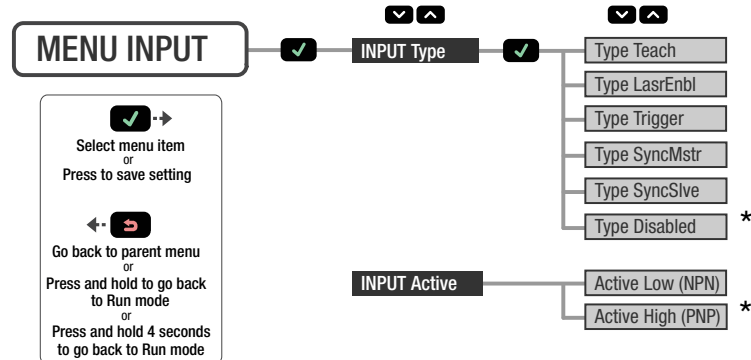 MENU INPUT
INPUT Type
Type Teach
Type LasrEnbl
Type Trigger
Type SyncMstr
Type SyncSlve
Type Disabled *
INPUT Active
Active Low (NPN)
Active High (PNP) *
Select menu item
or
Press to save setting
Go back to parent menu
or
Press and hold to go back
to Run mode
or
Press and hold 4 seconds
to go back to Run mode